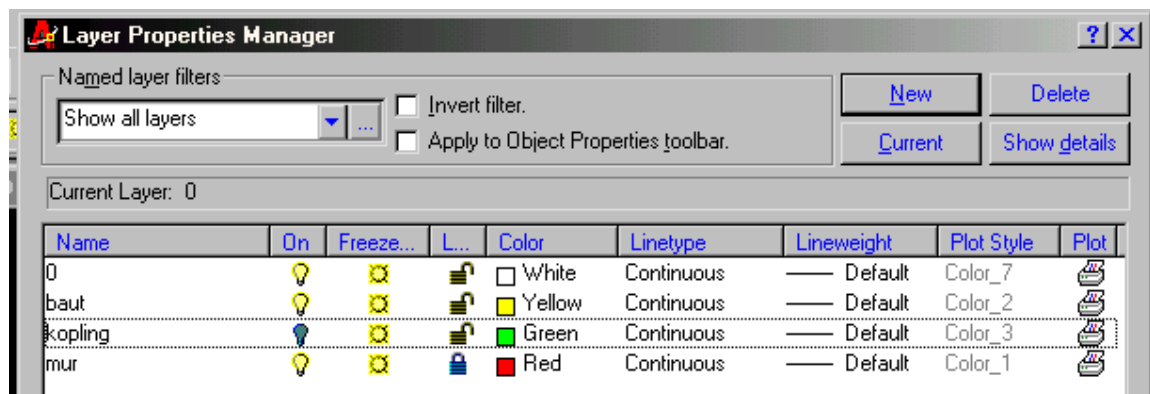 Layer Properties Manager
Named layer filters
Show all layers
...
Invert filter.
Apply to Object Properties toolbar.
New
Delete
Current
Show details
Current Layer: 0
Name On Freeze... L... Color Linetype Lineweight Plot Style Plot
0 White Continuous Default Color_7
baut Yellow Continuous Default Color_2
kopling Green Continuous Default Color_3
mur Red Continuous Default Color_1